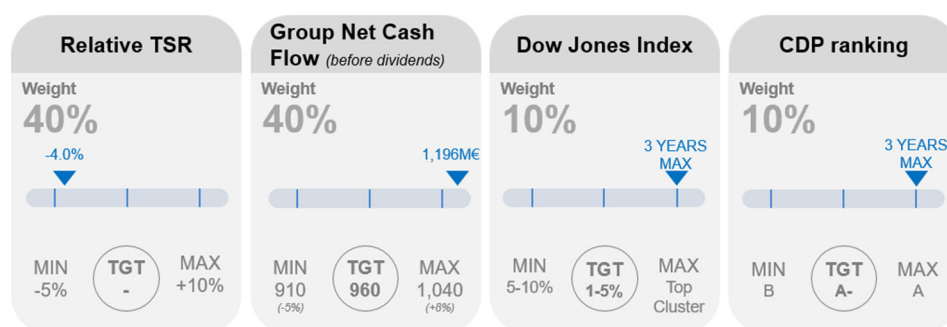 Relative TSR
Weight
40%
-4.0%
MIN
-5%
TGT
-
MAX
+10%
Group Net Cash
Flow (before dividends)
Weight
40%
1,196M€
MIN
910
(-5%)
TGT
960
MAX
1,040
(+8%)
Dow Jones Index
Weight
10%
3 YEARS
MAX
MIN
5-10%
TGT
1-5%
MAX
Top
Cluster
CDP ranking
Weight
10%
3 YEARS
MAX
MIN
B
TGT
A-
MAX
A